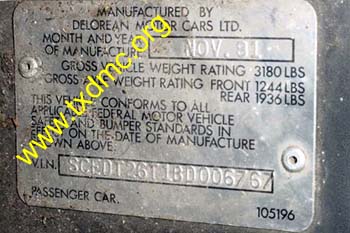 MANUFACTURED BY
DELOREAN MOTOR CARS LTD.
MONTH AND YEAR
OF MANUFACTURE NOV. 81
GROSS VEHICLE WEIGHT RATING 3180 LBS
GROSS AXLE WEIGHT RATING FRONT 1244 LBS
REAR 1936 LBS
THIS VEHICLE CONFORMS TO ALL
APPLICABLE FEDERAL MOTOR VEHICLE
SAFETY AND BUMPER STANDARDS IN
EFFECT ON THE DATE OF MANUFACTURE
SHOWN ABOVE.
V.I.N. SCEDT26T1BD006767
PASSENGER CAR.
105196
www.txdmc.org